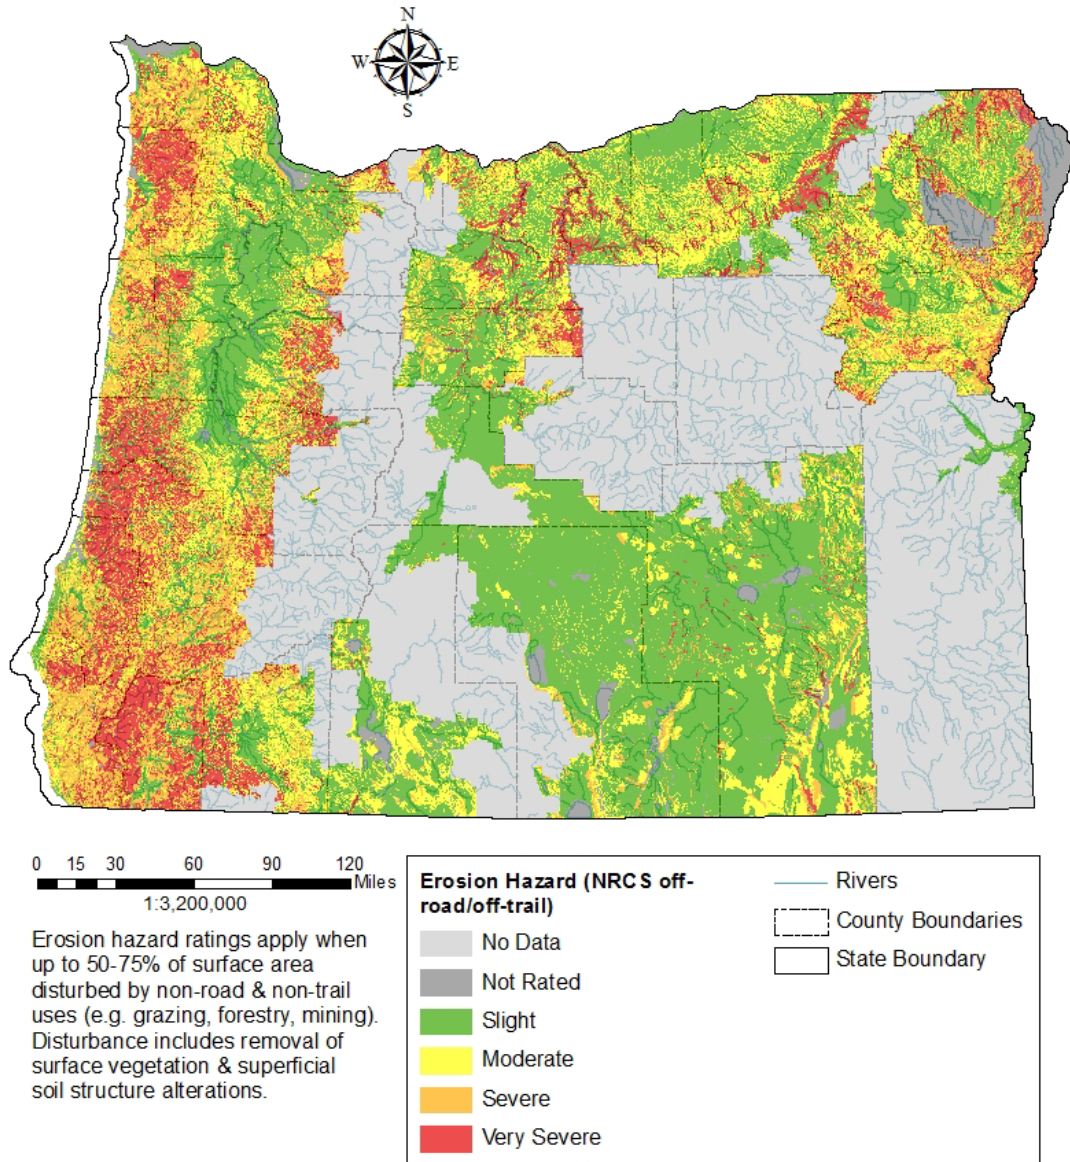 N
W E
S
0 15 30 60 90 120
Miles
1:3,200,000
Erosion hazard ratings apply when
up to 50-75% of surface area
disturbed by non-road & non-trail
uses (e.g. grazing, forestry, mining).
Disturbance includes removal of
surface vegetation & superficial
soil structure alterations.
Erosion Hazard (NRCS off-
road/off-trail)
No Data
Not Rated
Slight
Moderate
Severe
Very Severe
Rivers
County Boundaries
State Boundary